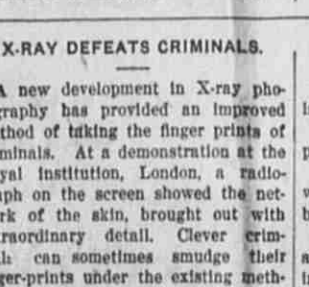 X-RAY DEFEATS CRIMINALS.
A new development in X-ray pho-
graphy has provided an improved
thod of taking the finger prints of
minals. At a demonstration at the
yal Institution, London, a radio-
aph on the screen showed the net-
rk of the skin, brought out with
raordinary detail. Clever crim-
can sometimes smudge their
ger-prints under the existing meth-